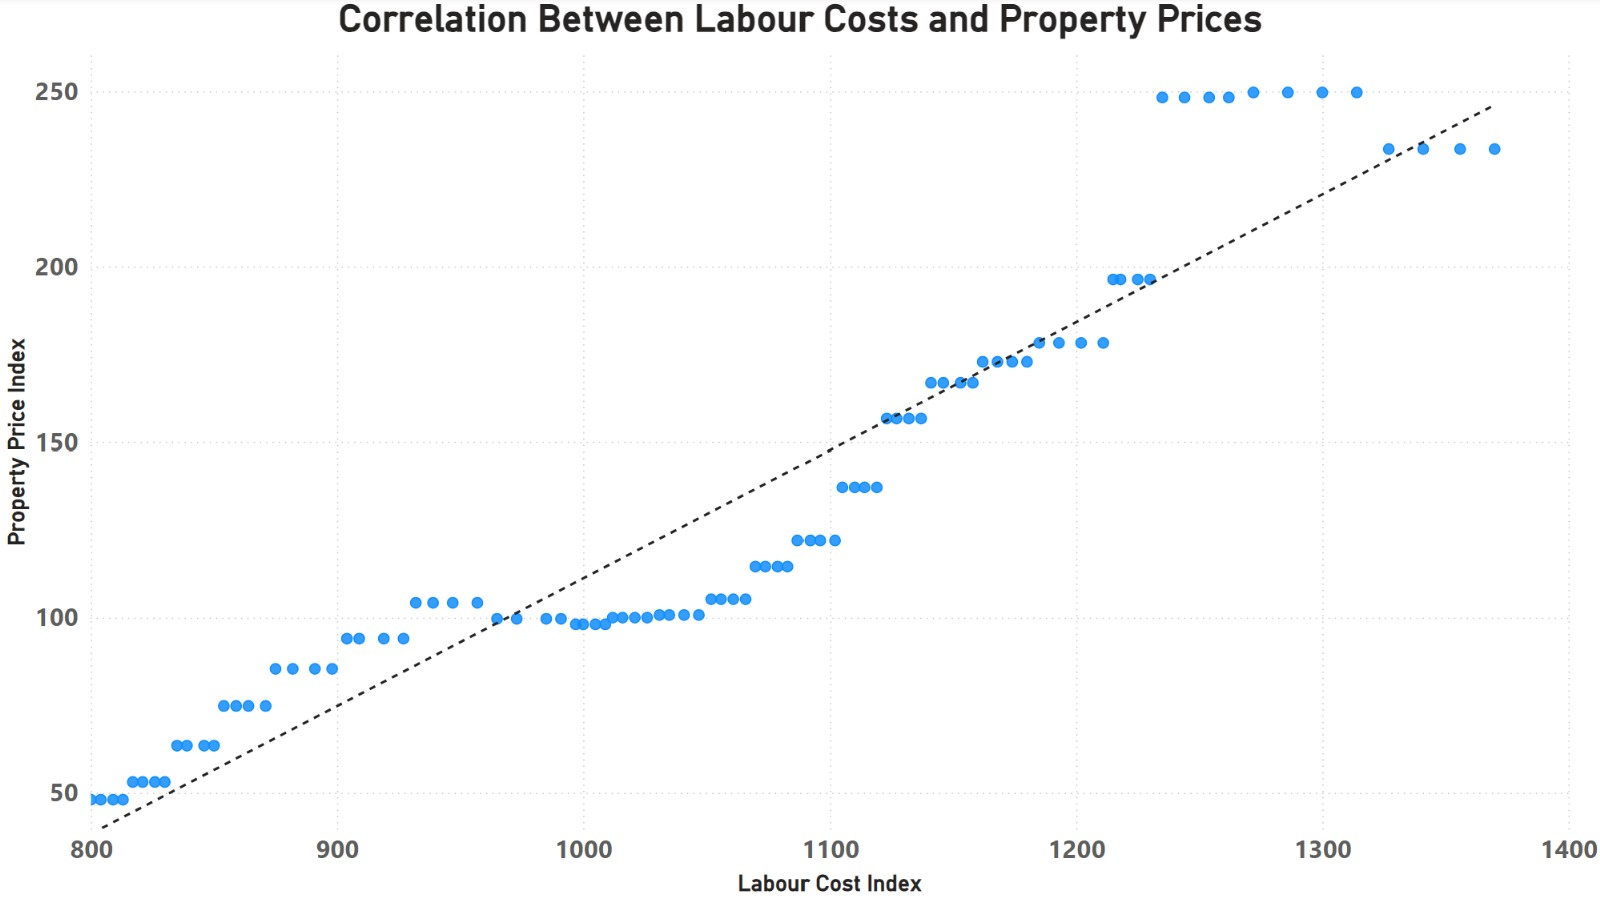 Correlation Between Labour Costs and Property Prices
250
200
150
100
50
Property Price Index
800 900 1000 1100 1200 1300 1400
Labour Cost Index